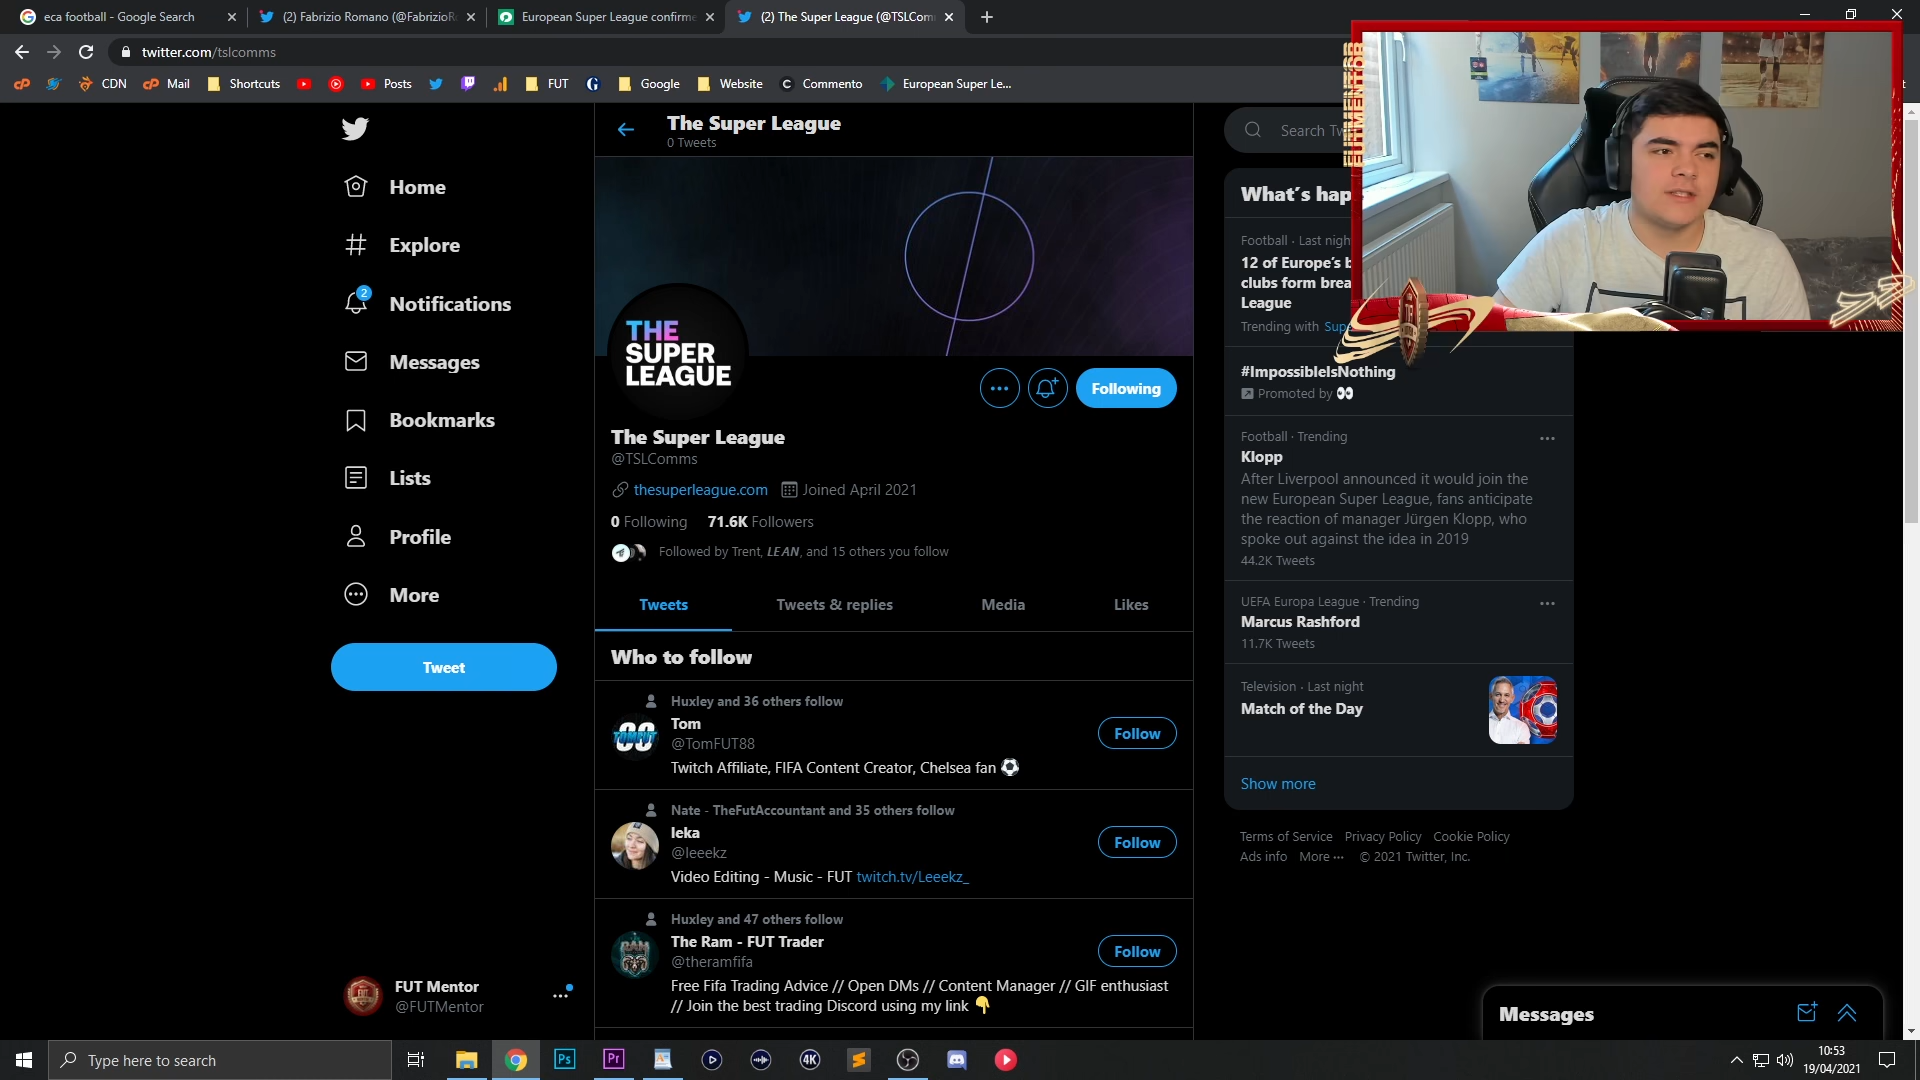 eca football - Google Search
(2) Fabrizio Romano (@FabrizioR
European Super League confirme
(2) The Super League (@TSLCom
twitter.com/tslcomms
CDN
Mail
Shortcuts
Posts
FUT
Google
Website
Commento
European Super Le...
FUTMENTOR
The Super League
0 Tweets
Home
Explore
2
Notifications
Messages
Bookmarks
Lists
Profile
More
Tweet
FUT Mentor
@FUTMentor
THE
SUPER
LEAGUE
Following
The Super League
@TSLComms
thesuperleague.com
Joined April 2021
0 Following
71.6K Followers
Followed by Trent, LEAN, and 15 others you follow
Tweets
Tweets & replies
Media
Likes
Who to follow
Huxley and 36 others follow
Tom
@TomFUT88
Twitch Affiliate, FIFA Content Creator, Chelsea fan
Follow
Nate - TheFutAccountant and 35 others follow
leka
@leeekz
Video Editing - Music - FUT twitch.tv/Leeekz_
Follow
Huxley and 47 others follow
The Ram - FUT Trader
@theramfifa
Free Fifa Trading Advice // Open DMs // Content Manager // GIF enthusiast
// Join the best trading Discord using my link
Follow
Search Tw
What's hap
Football · Last nigh
12 of Europe's b
clubs form brea
League
Trending with Supe
#ImpossibleIsNothing
Promoted by
Football · Trending
Klopp
After Liverpool announced it would join the
new European Super League, fans anticipate
the reaction of manager Jürgen Klopp, who
spoke out against the idea in 2019
44.2K Tweets
UEFA Europa League · Trending
Marcus Rashford
11.7K Tweets
Television · Last night
Match of the Day
Show more
Terms of Service Privacy Policy Cookie Policy
Ads info More ··· © 2021 Twitter, Inc.
Messages
Type here to search
Ps
Pr
4K
10:53
19/04/2021